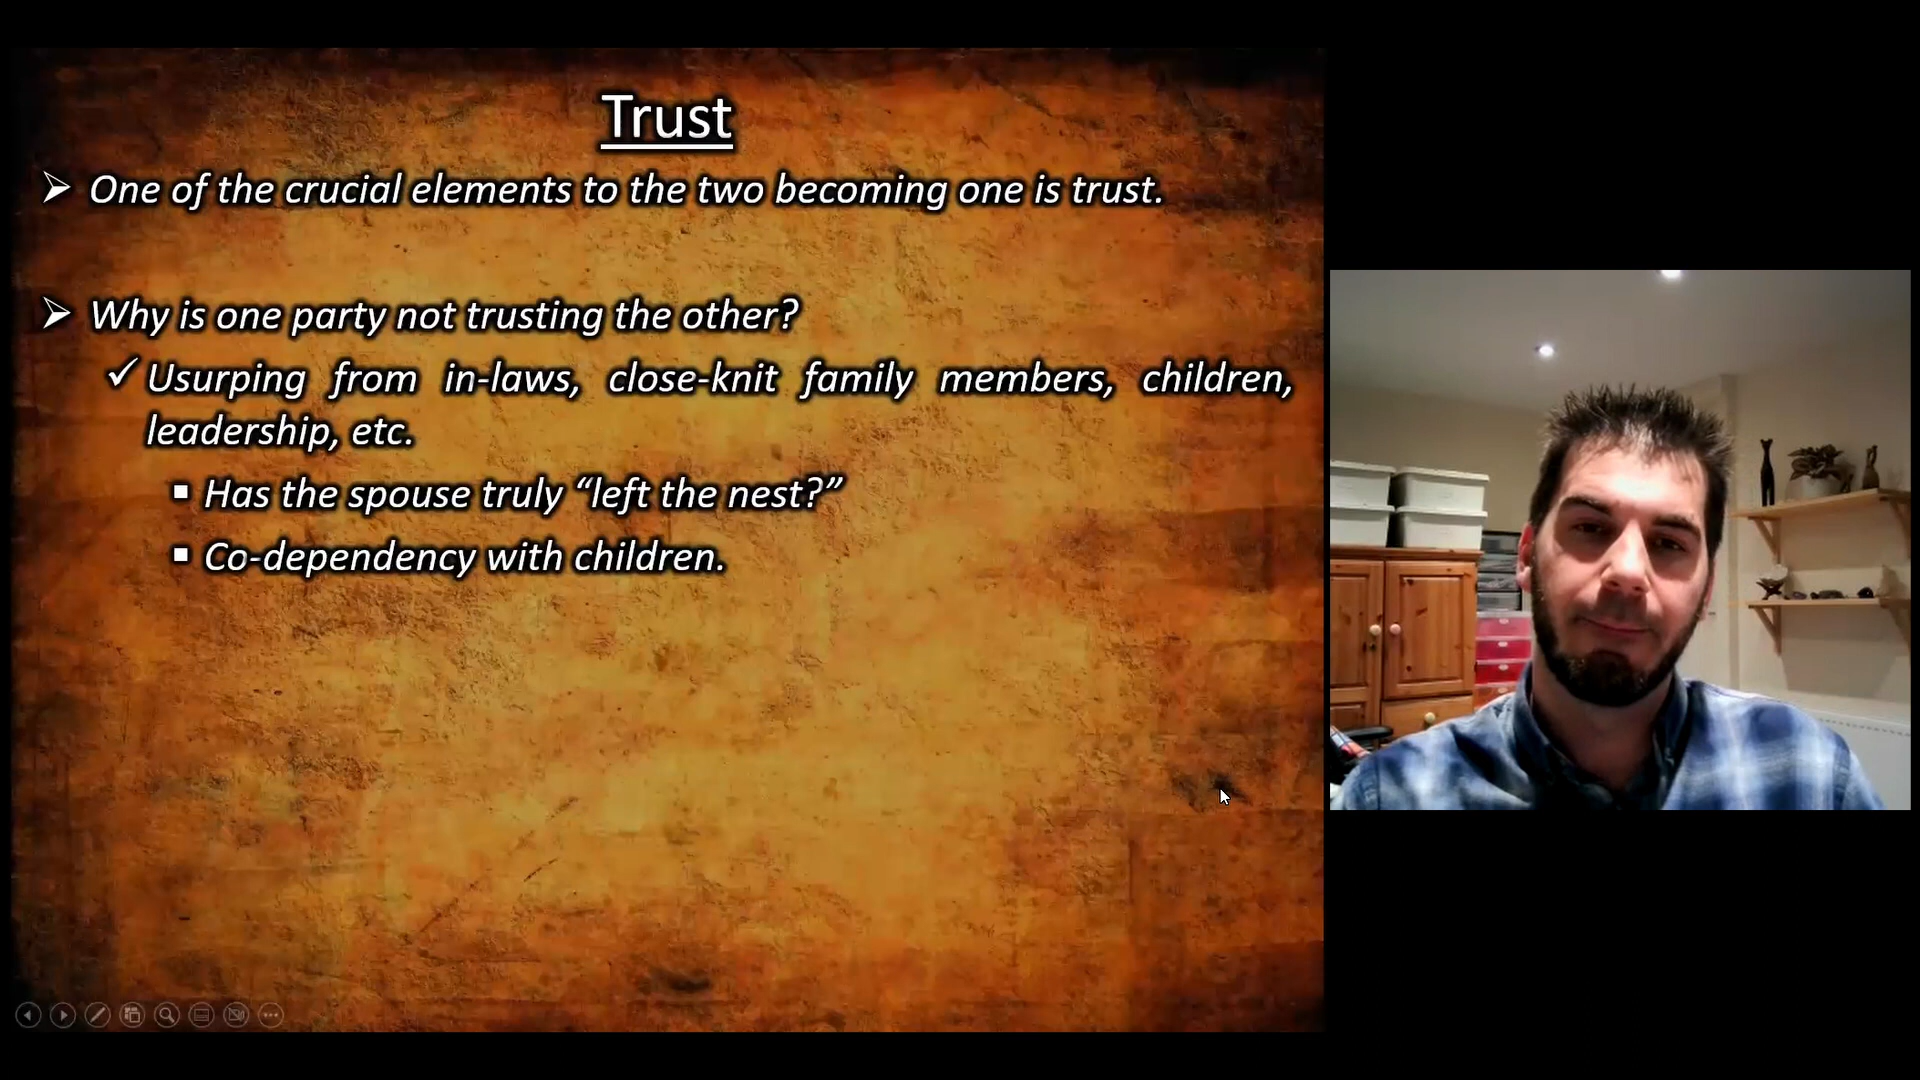 Trust
One of the crucial elements to the two becoming one is trust.
Why is one party not trusting the other?
Usurping from in-laws, close-knit family members, children,
leadership, etc.
Has the spouse truly “left the nest?”
Co-dependency with children.